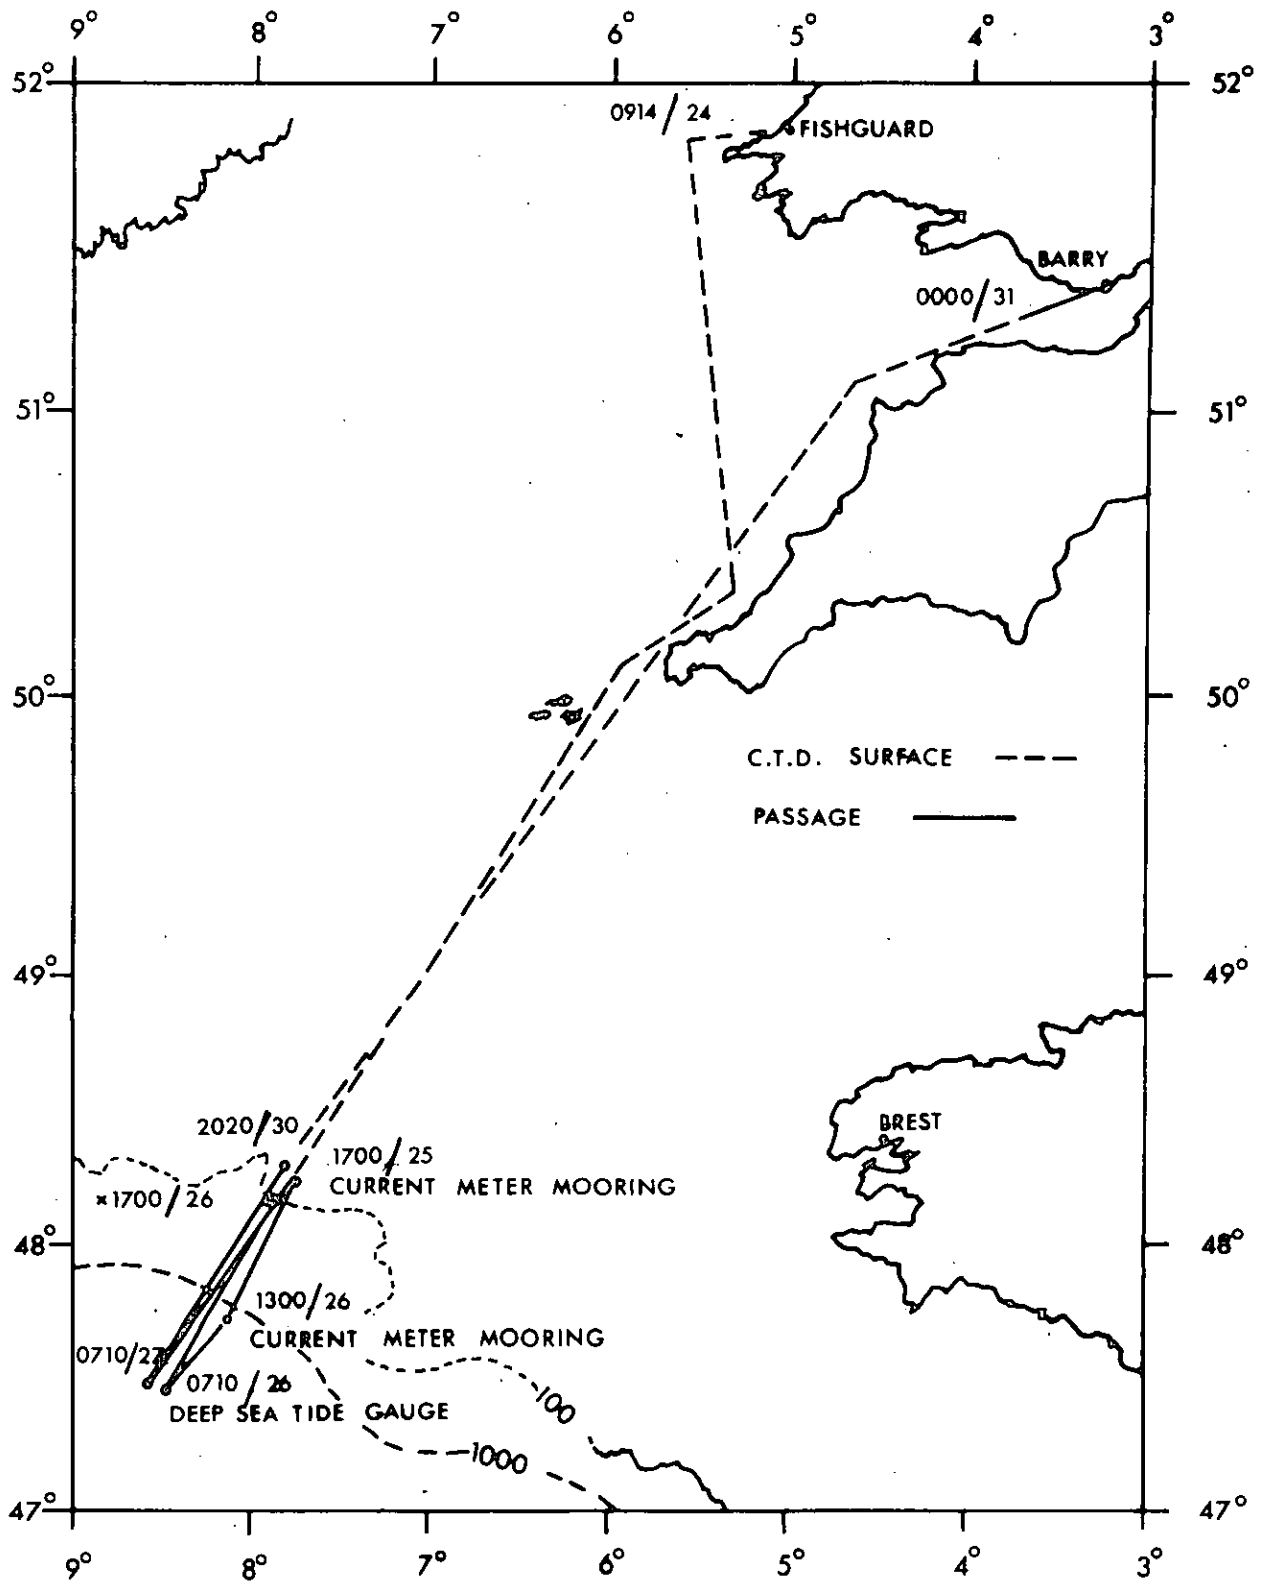 9° 8° 7° 6° 5° 4° 3°
52° 52°
0914/24
FISHGUARD
BARRY
0000/31
51° 51°
50° 50°
C.T.D. SURFACE
PASSAGE
49° 49°
2020/30
BREST
1700/25
CURRENT METER MOORING
×1700/26
48° 48°
1300/26
CURRENT METER MOORING
0710/27
0710/26
DEEP SEA TIDE GAUGE
100
1000
47° 47°
9° 8° 7° 6° 5° 4° 3°